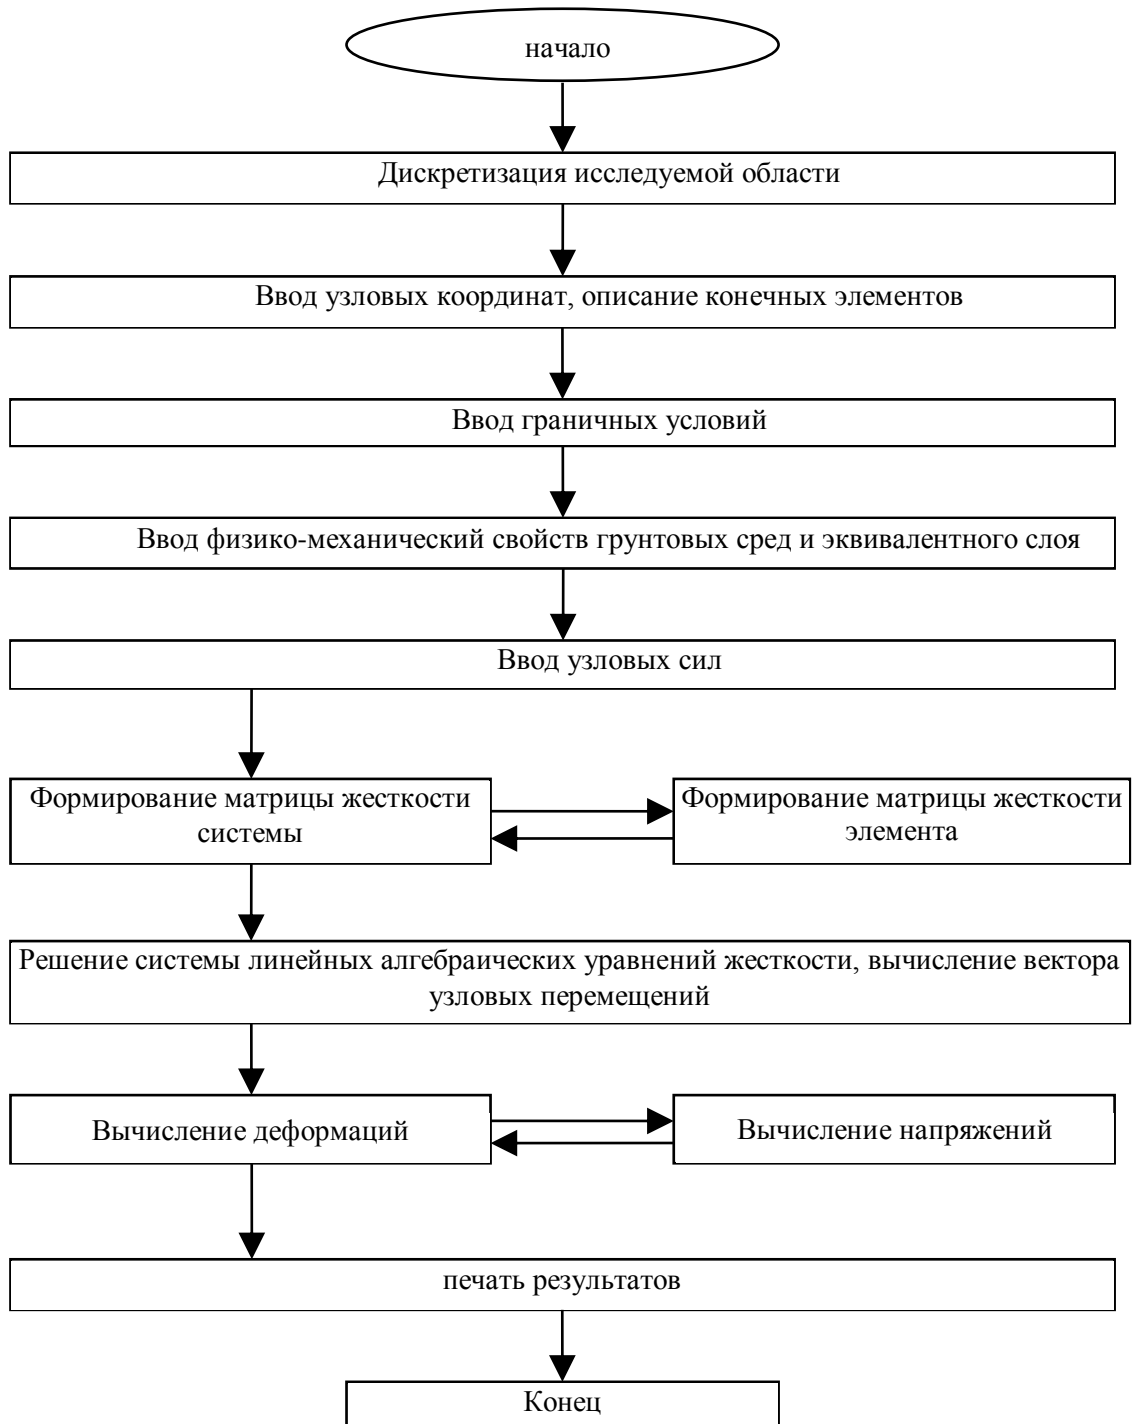 начало
Дискретизация исследуемой области
Ввод узловых координат, описание конечных элементов
Ввод граничных условий
Ввод физико-механический свойств грунтовых сред и эквивалентного слоя
Ввод узловых сил
Формирование матрицы жесткости
системы
Формирование матрицы жесткости
элемента
Решение системы линейных алгебраических уравнений жесткости, вычисление вектора
узловых перемещений
Вычисление деформаций
Вычисление напряжений
печать результатов
Конец